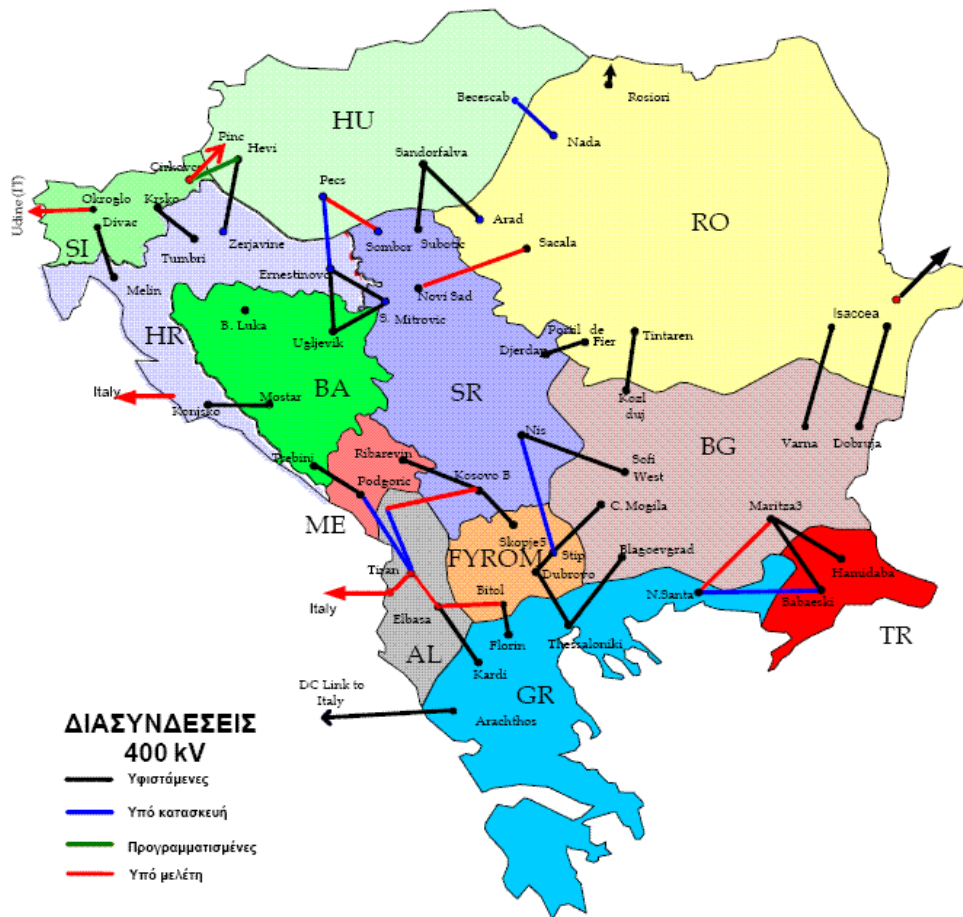 Rosiori
Becescab
HU
Pinc
Hevi
Cirkovce
Nada
Sandorfalva
Pecs
Udine (IT)
Okroglo
Krsko
Divac
RO
Arad
SI
Zerjavine
Sombor
Subotic
Tumbri
Sacala
Ernestinovo
Melin
Novi Sad
B. Luka
S. Mitrovic
HR
Ugljevik
Portil de
Fier
Tintaren
Isaccea
Djerdap
BA
SR
Italy
Mostar
Kozl
duj
Konjsko
Nis
BG
Varna
Dobruja
Trebinj
Ribarevin
Sofi
West
Podgoric
Kosovo B
C. Mogila
Maritza3
ME
Skopje5
FYROM
Stip
Blagoevgrad
Hamidaba
Tiran
Dubrovo
Italy
Bitol
N.Santa
Babaeski
Elbasa
TR
AL
Florin
Thessaloniki
Kardi
DC Link to
Italy
GR
Arachthos
ΔΙΑΣΥΝΔΕΣΕΙΣ
400 kV
Υφιστάμενες
Υπό κατασκευή
Προγραμματισμένες
Υπό μελέτη